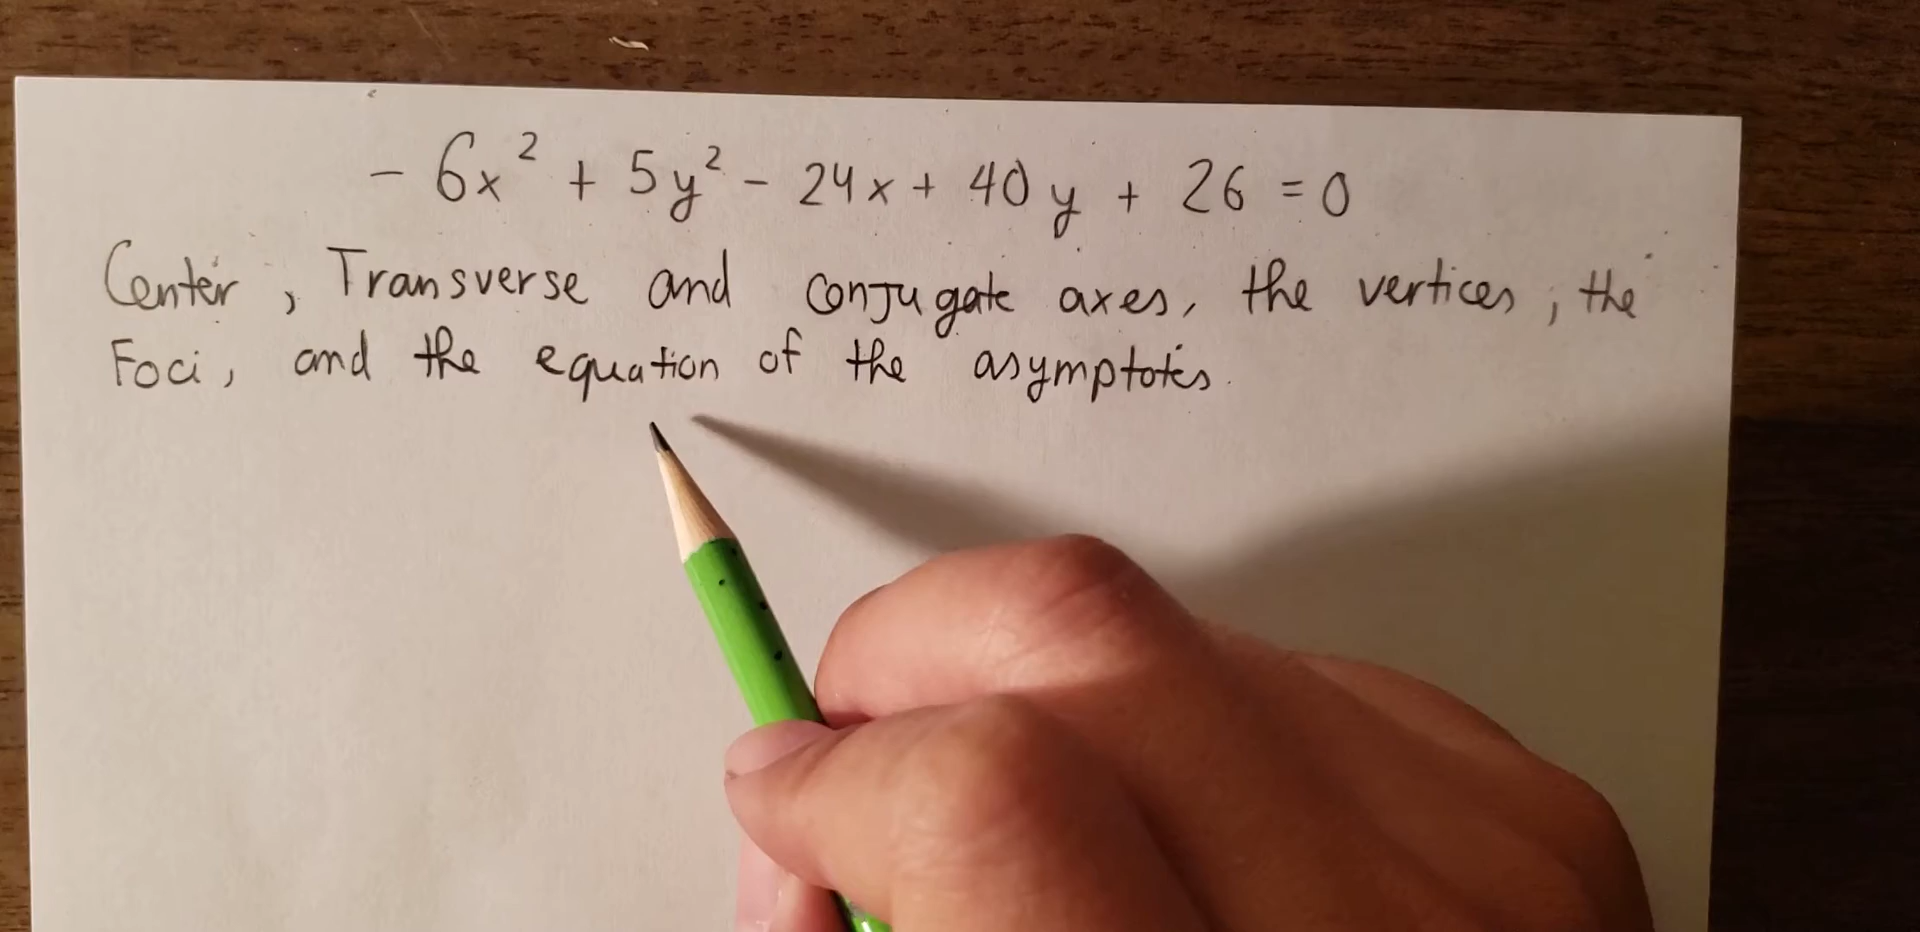 - 6x² + 5y² - 24x + 40y + 26 = 0
Center, Transverse and conjugate axes, the vertices, the
Foci, and the equation of the asymptotes.